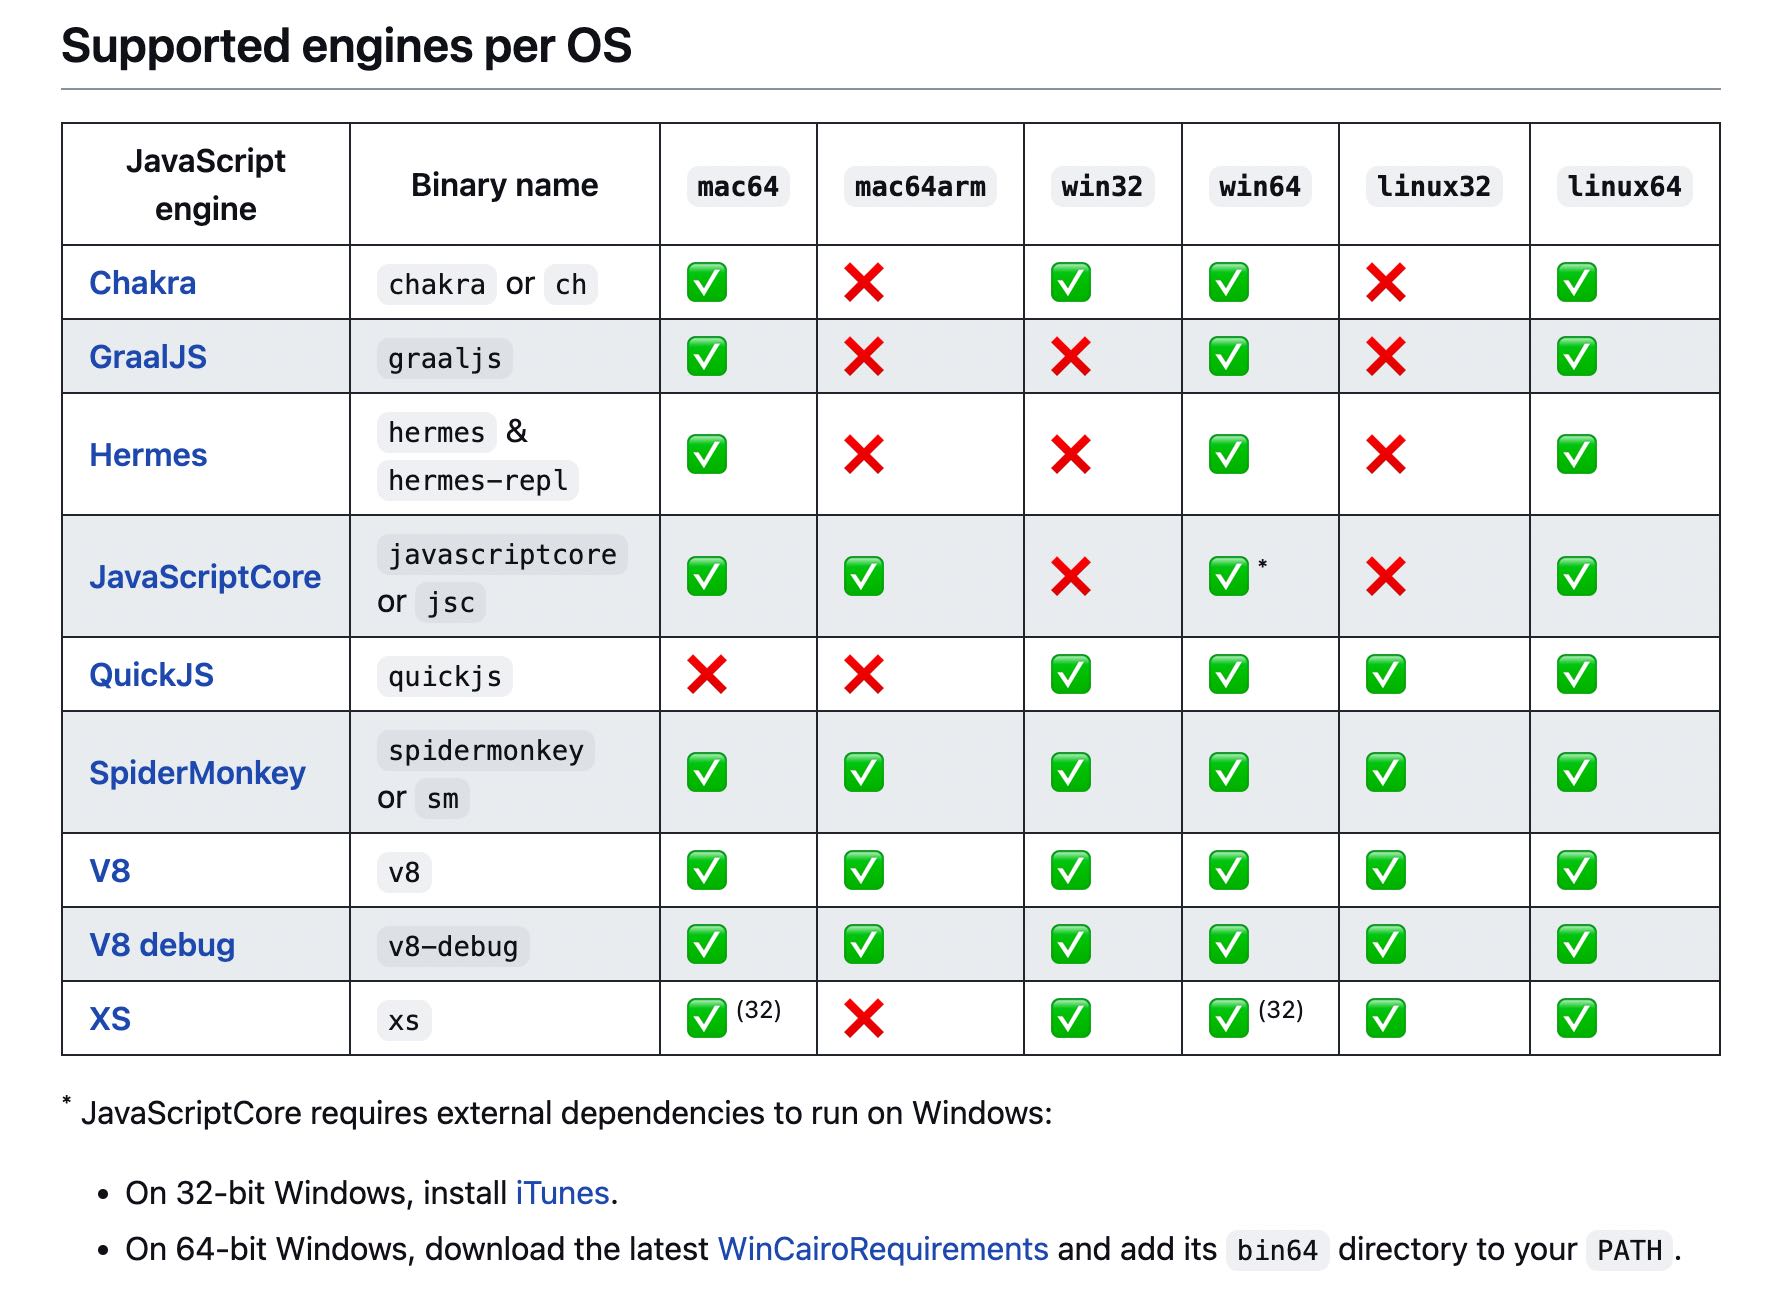 Supported engines per OS
JavaScript engine | Binary name | mac64 | mac64arm | win32 | win64 | linux32 | linux64
Chakra | chakra or ch | ✅ | ❌ | ✅ | ✅ | ❌ | ✅
GraalJS | graaljs | ✅ | ❌ | ❌ | ✅ | ❌ | ✅
Hermes | hermes & hermes-repl | ✅ | ❌ | ❌ | ✅ | ❌ | ✅
JavaScriptCore | javascriptcore or jsc | ✅ | ✅ | ❌ | ✅ * | ❌ | ✅
QuickJS | quickjs | ❌ | ❌ | ✅ | ✅ | ✅ | ✅
SpiderMonkey | spidermonkey or sm | ✅ | ✅ | ✅ | ✅ | ✅ | ✅
V8 | v8 | ✅ | ✅ | ✅ | ✅ | ✅ | ✅
V8 debug | v8-debug | ✅ | ✅ | ✅ | ✅ | ✅ | ✅
XS | xs | ✅ (32) | ❌ | ✅ | ✅ (32) | ✅ | ✅
* JavaScriptCore requires external dependencies to run on Windows:
• On 32-bit Windows, install iTunes.
• On 64-bit Windows, download the latest WinCairoRequirements and add its bin64 directory to your PATH.